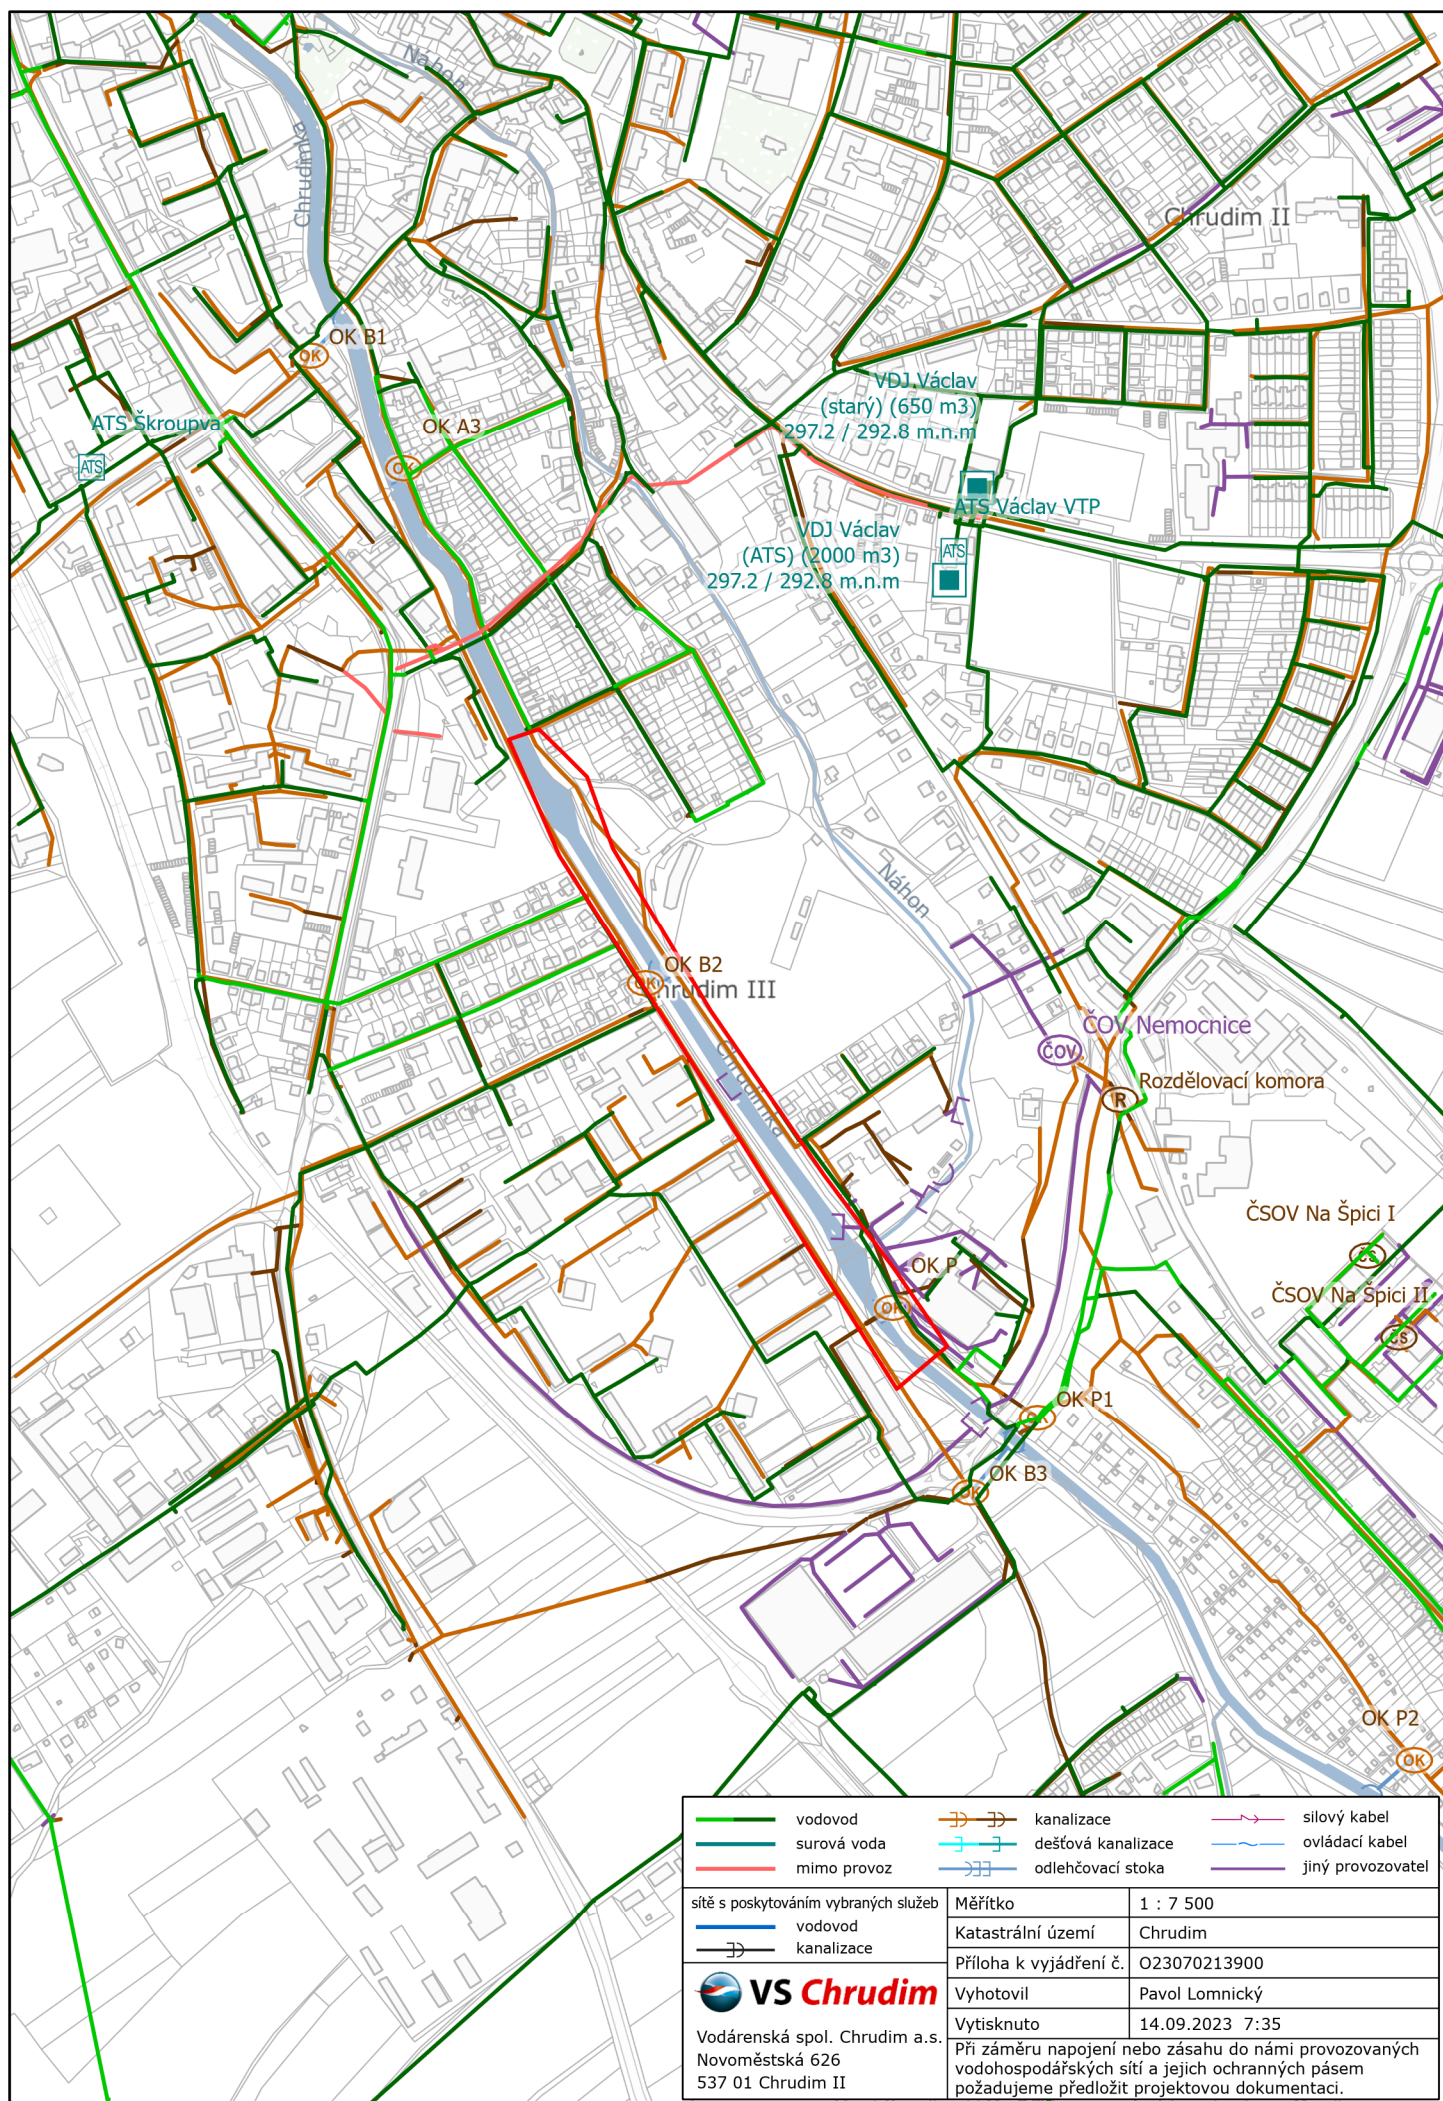 Náhon
Chrudimka
Chrudim II
OK B1
OK
VDJ Václav
(starý) (650 m3)
297.2 / 292.8 m.n.m
ATS Škroupva
ATS
OK A3
OK
ATS Václav VTP
VDJ Václav
(ATS) (2000 m3)
297.2 / 292.8 m.n.m
ATS
Náhon
OK B2
OK
Chrudim III
Chrudimka
ČOV Nemocnice
ČOV
Rozdělovací komora
R
ČSOV Na Špici I
ČS
OK P
OK
ČSOV Na Špici II
ČS
OK P1
OK
OK B3
OK
OK P2
OK
vodovod
kanalizace
silový kabel
surová voda
dešťová kanalizace
ovládací kabel
mimo provoz
odlehčovací stoka
jiný provozovatel
sítě s poskytováním vybraných služeb
vodovod
kanalizace
Měřítko 1 : 7 500
Katastrální území Chrudim
Příloha k vyjádření č. O23070213900
Vyhotovil Pavol Lomnický
Vytisknuto 14.09.2023 7:35
VS Chrudim
Vodárenská spol. Chrudim a.s.
Novoměstská 626
537 01 Chrudim II
Při záměru napojení nebo zásahu do námi provozovaných
vodohospodářských sítí a jejich ochranných pásem
požadujeme předložit projektovou dokumentaci.